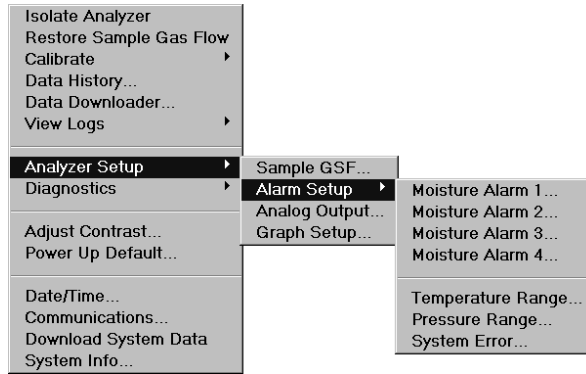 Isolate Analyzer
Restore Sample Gas Flow
Calibrate
Data History...
Data Downloader...
View Logs
Analyzer Setup
Diagnostics
Adjust Contrast...
Power Up Default...
Date/Time...
Communications...
Download System Data
System Info...
Sample GSF...
Alarm Setup
Analog Output...
Graph Setup...
Moisture Alarm 1...
Moisture Alarm 2...
Moisture Alarm 3...
Moisture Alarm 4...
Temperature Range...
Pressure Range...
System Error...